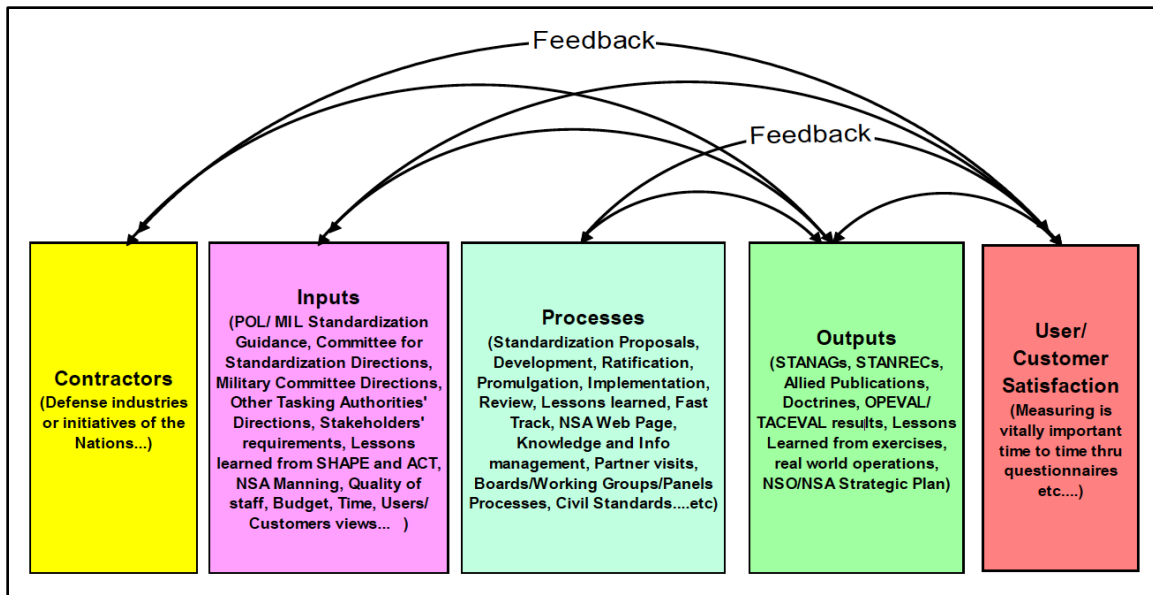 Feedback
Feedback
Contractors
(Defense industries
or initiatives of the
Nations...)
Inputs
(POL/ MIL Standardization
Guidance, Committee for
Standardization Directions,
Military Committee Directions,
Other Tasking Authorities'
Directions, Stakeholders'
requirements, Lessons
learned from SHAPE and ACT,
NSA Manning, Quality of
staff, Budget, Time, Users/
Customers views... )
Processes
(Standardization Proposals,
Development, Ratification,
Promulgation, Implementation,
Review, Lessons learned, Fast
Track, NSA Web Page,
Knowledge and Info
management, Partner visits,
Boards/Working Groups/Panels
Processes, Civil Standards....etc)
Outputs
(STANAGs, STANRECs,
Allied Publications,
Doctrines, OPEVAL/
TACEVAL results, Lessons
Learned from exercises,
real world operations,
NSO/NSA Strategic Plan)
User/
Customer
Satisfaction
(Measuring is
vitally important
time to time thru
questionnaires
etc....)